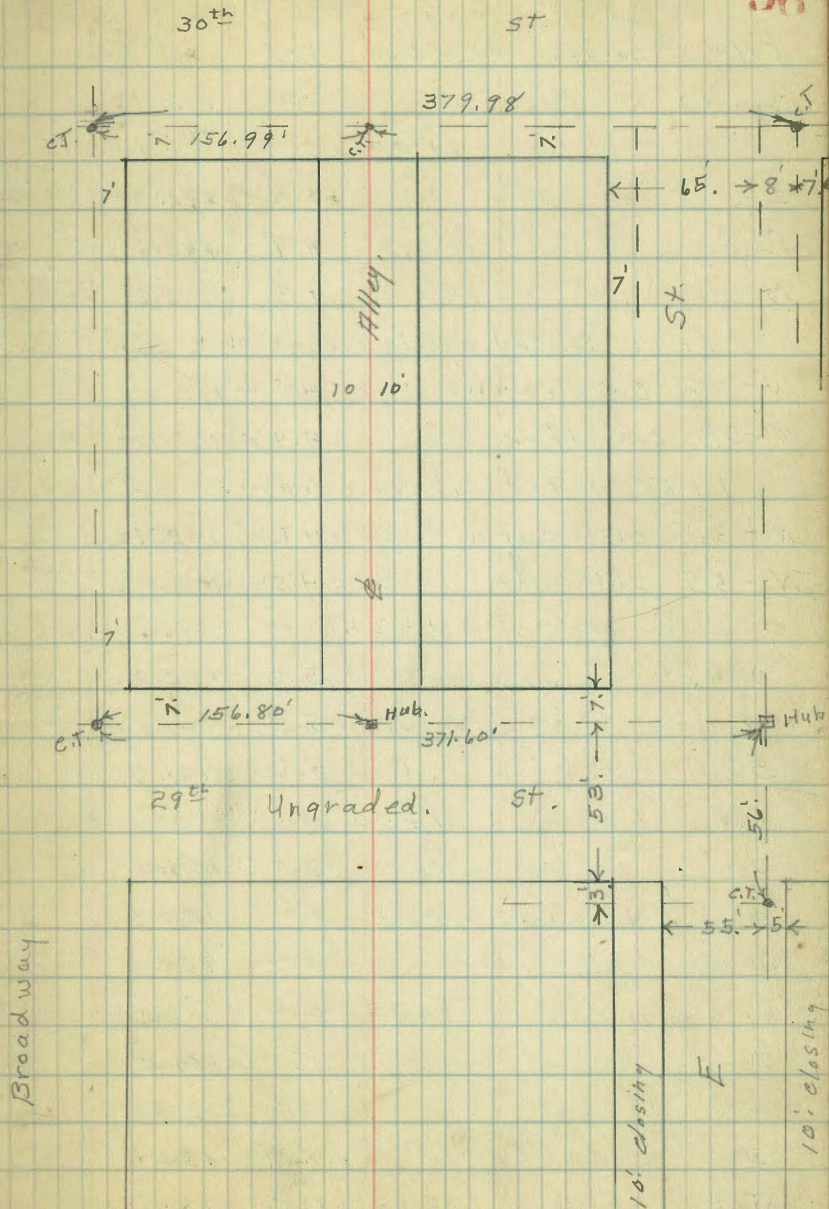 30th St
379.98
C.T. 7 156.99' C.T. 7.' C.T.
7' 65.' 8' 7.'
Alley.
7' St.
10 10'
7'
7.' 156.80' Hub. 7.' Hub
C.T. 371.60'
29th Ungraded. St. 53.' 56.'
3' C.T.
55.' 5.'
Broadway
10.' closing E 10.' closing